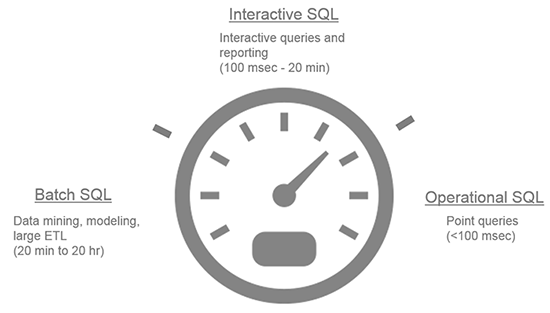 Interactive SQL
Interactive queries and
reporting
(100 msec - 20 min)
Batch SQL
Data mining, modeling,
large ETL
(20 min to 20 hr)
Operational SQL
Point queries
(<100 msec)